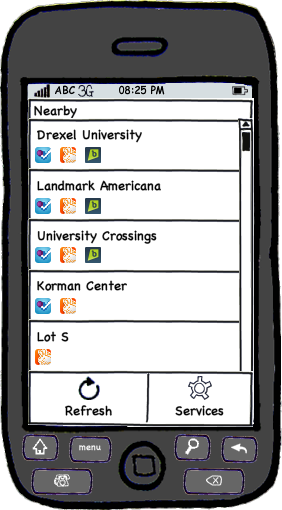 ABC 3G 08:25 PM
Nearby
Drexel University
b
Landmark Americana
b
University Crossings
b
Korman Center
Lot S
Refresh Services
menu